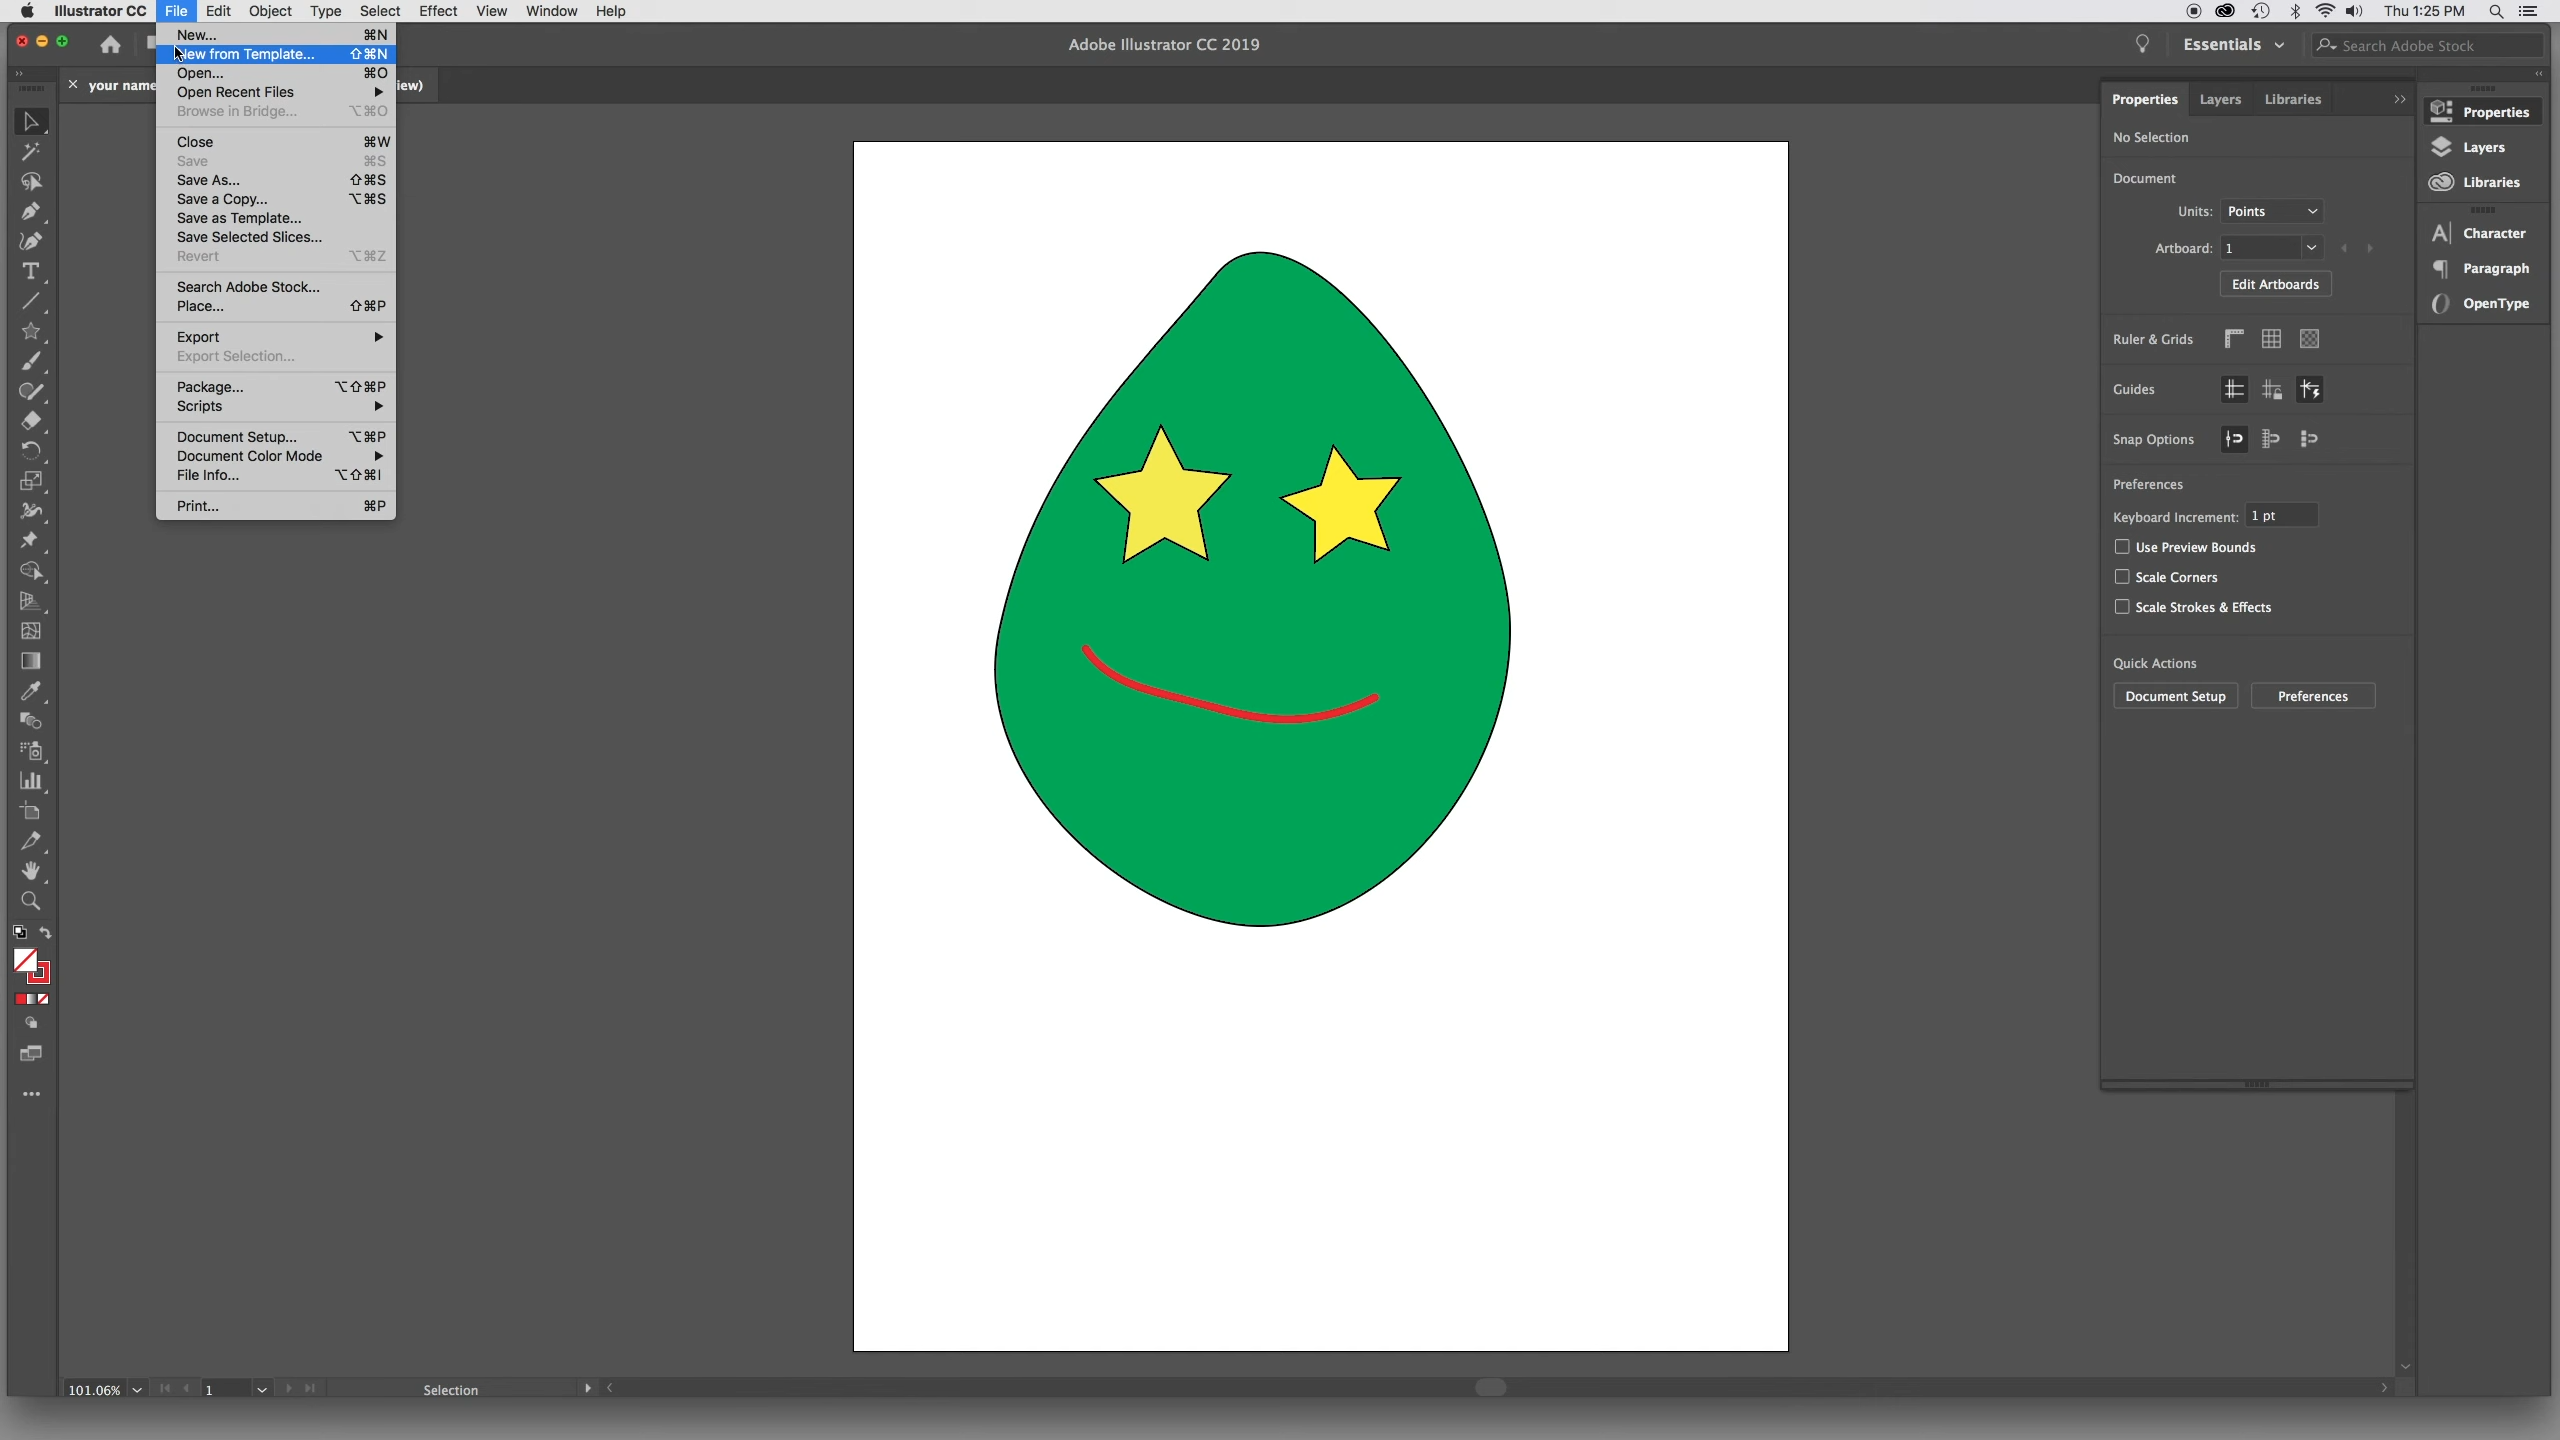 Illustrator CC File Edit Object Type Select Effect View Window Help Thu 1:25 PM
Adobe Illustrator CC 2019
Essentials
Search Adobe Stock
your name
iew)
New... ⌘N
New from Template... ⇧⌘N
Open... ⌘O
Open Recent Files
Browse in Bridge... ⌥⌘O
Close ⌘W
Save ⌘S
Save As... ⇧⌘S
Save a Copy... ⌥⌘S
Save as Template...
Save Selected Slices...
Revert ⌥⌘Z
Search Adobe Stock...
Place... ⇧⌘P
Export
Export Selection...
Package... ⌥⇧⌘P
Scripts
Document Setup... ⌥⌘P
Document Color Mode
File Info... ⌥⇧⌘I
Print... ⌘P
Properties Layers Libraries
No Selection
Document
Units: Points
Artboard: 1
Edit Artboards
Ruler & Grids
Guides
Snap Options
Preferences
Keyboard Increment: 1 pt
Use Preview Bounds
Scale Corners
Scale Strokes & Effects
Quick Actions
Document Setup Preferences
Properties
Layers
Libraries
Character
Paragraph
OpenType
101.06% 1 Selection